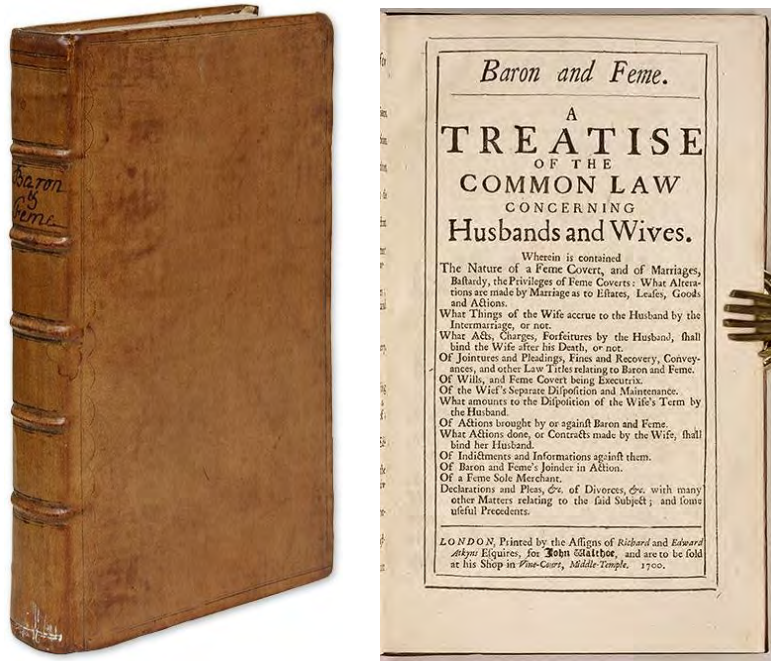 Baron
&
Feme
Baron and Feme.
A
TREATISE
OF THE
COMMON LAW
CONCERNING
Husbands and Wives.
Wherein is contained
The Nature of a Feme Covert, and of Marriages,
Baſtardy, the Privileges of Feme Coverts: What Altera-
tions are made by Marriage as to Eſtates, Leaſes, Goods
and Actions.
What Things of the Wife accrue to the Husband by the
Intermarriage, or not.
What Acts, Charges, Forfeitures by the Husband, ſhall
bind the Wife after his Death, or not.
Of Jointures and Pleadings, Fines and Recovery, Convey-
ances, and other Law Titles relating to Baron and Feme.
Of Wills, and Feme Covert being Executrix.
Of the Wief's Separate Diſpoſition and Maintenance.
What amounts to the Diſpoſition of the Wife's Term by
the Husband.
Of Actions brought by or againſt Baron and Feme.
What Actions done, or Contracts made by the Wife, ſhall
bind her Husband.
Of Indictments and Informations againſt them.
Of Baron and Feme's Joinder in Action.
Of a Feme Sole Merchant.
Declarations and Pleas, &c. of Divorces, &c. with many
other Matters relating to the ſaid Subject; and ſome
uſeful Precedents.
LONDON, Printed by the Aſſigns of Richard and Edward
Atkyns Eſquires, for John Walthoe, and are to be ſold
at his Shop in Vine-Court, Middle-Temple. 1700.